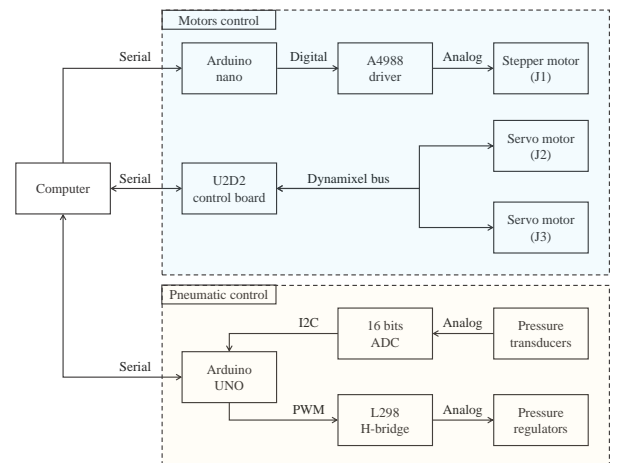 Motors control
Serial
Arduino
nano
Digital
A4988
driver
Analog
Stepper motor
(J1)
Computer
Serial
U2D2
control board
Dynamixel bus
Servo motor
(J2)
Servo motor
(J3)
Pneumatic control
Serial
Arduino
UNO
I2C
16 bits
ADC
Analog
Pressure
transducers
PWM
L298
H-bridge
Analog
Pressure
regulators